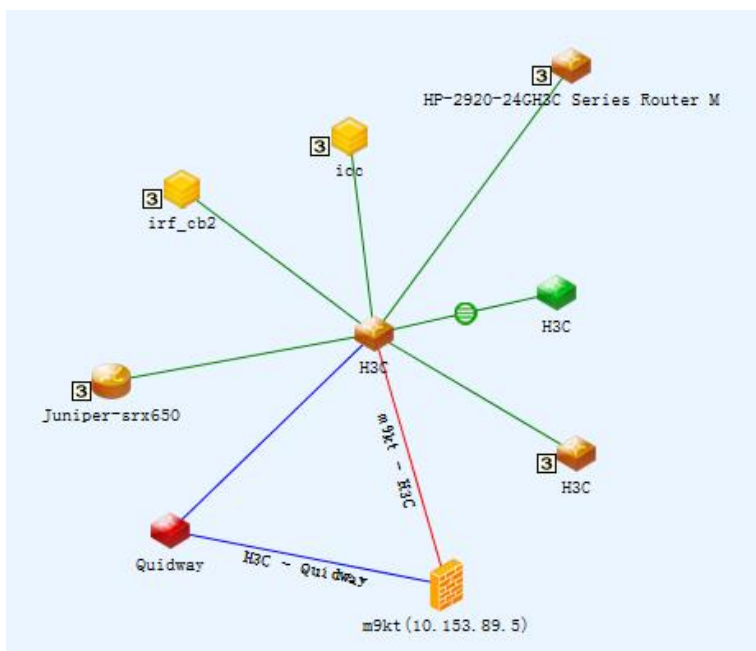 3
HP-2920-24GH3C Series Router M
3
icc
3
irf_cb2
H3C
H3C
3
Juniper-srx650
m9kt - H3C
3
H3C
Quidway
H3C - Quidway
m9kt(10.153.89.5)